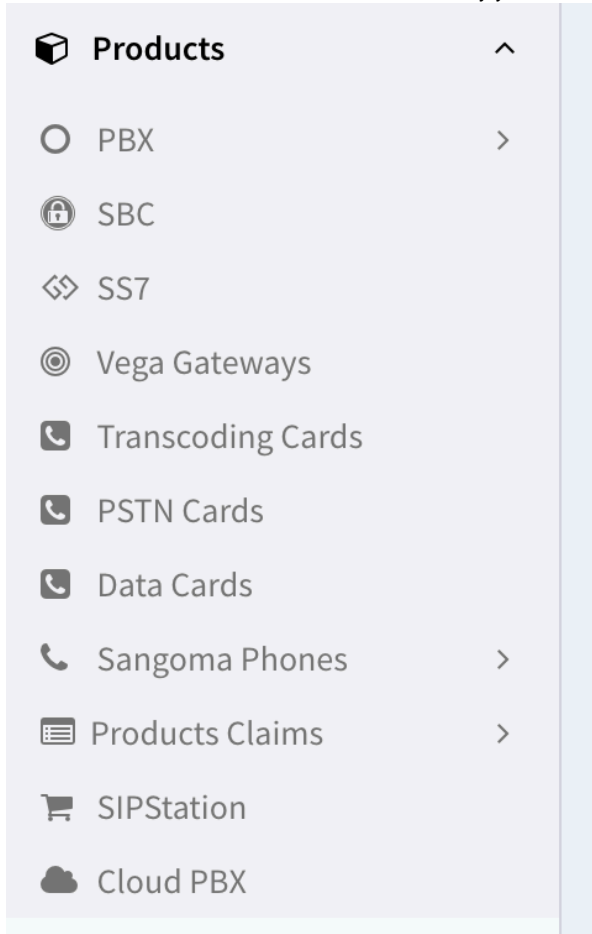 Products
PBX
SBC
SS7
Vega Gateways
Transcoding Cards
PSTN Cards
Data Cards
Sangoma Phones
Products Claims
SIPStation
Cloud PBX